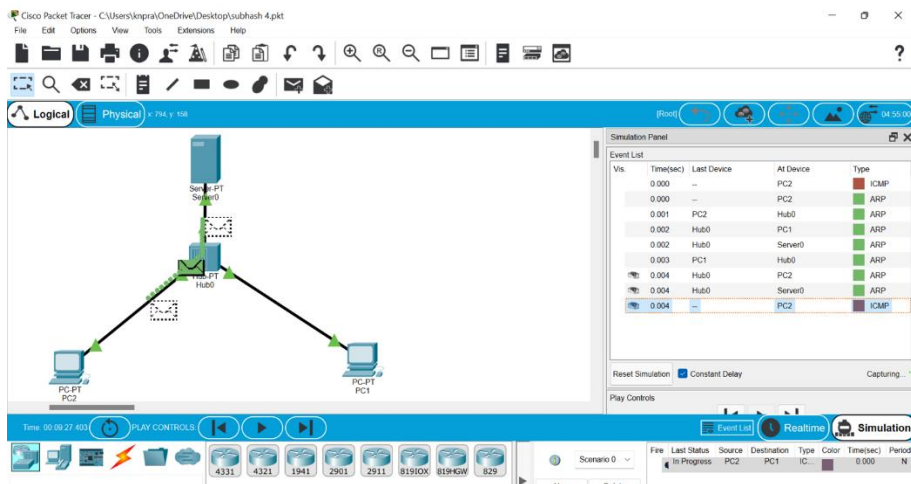 Cisco Packet Tracer - C:\Users\knpra\OneDrive\Desktop\subhash 4.pkt
File Edit Options View Tools Extensions Help
?
Logical Physical x: 794, y: 158 [Root] 04:55:00
Simulation Panel
Event List
Vis. Time(sec) Last Device At Device Type
0.000 -- PC2 ICMP
0.000 -- PC2 ARP
0.001 PC2 Hub0 ARP
0.002 Hub0 PC1 ARP
0.002 Hub0 Server0 ARP
0.003 PC1 Hub0 ARP
0.004 Hub0 PC2 ARP
0.004 Hub0 Server0 ARP
0.004 -- PC2 ICMP
Server-PT
Server0
Hub-PT
Hub0
PC-PT
PC2
PC-PT
PC1
Reset Simulation Constant Delay Capturing...
Play Controls
Time: 00:09:27.403 PLAY CONTROLS: Event List Realtime Simulation
4331 4321 1941 2901 2911 819IOX 819HGW 829
Scenario 0
Fire Last Status Source Destination Type Color Time(sec) Period
In Progress PC2 PC1 IC... 0.000 N